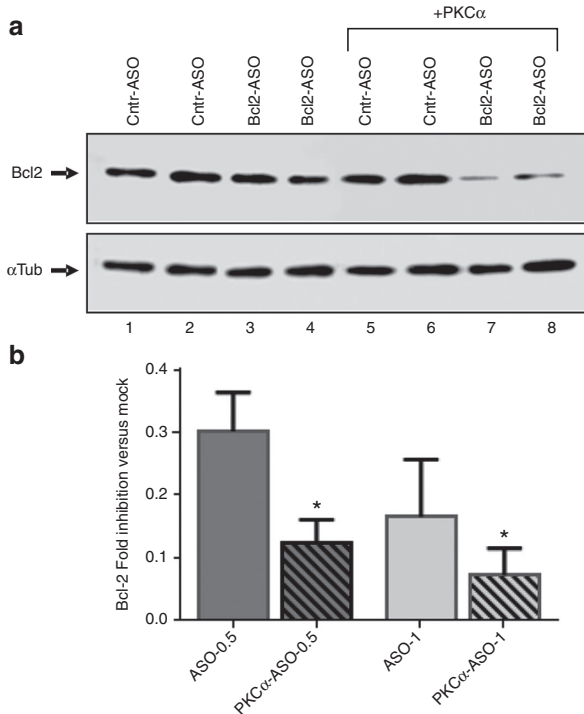 a
+PKCα
Cntr-ASO
Cntr-ASO
Bcl2-ASO
Bcl2-ASO
Cntr-ASO
Cntr-ASO
Bcl2-ASO
Bcl2-ASO
Bcl2
αTub
1 2 3 4 5 6 7 8
b
Bcl-2 Fold inhibition versus mock
0.4
0.3
0.2
0.1
0.0
* *
ASO-0.5
PKCα-ASO-0.5
ASO-1
PKCα-ASO-1